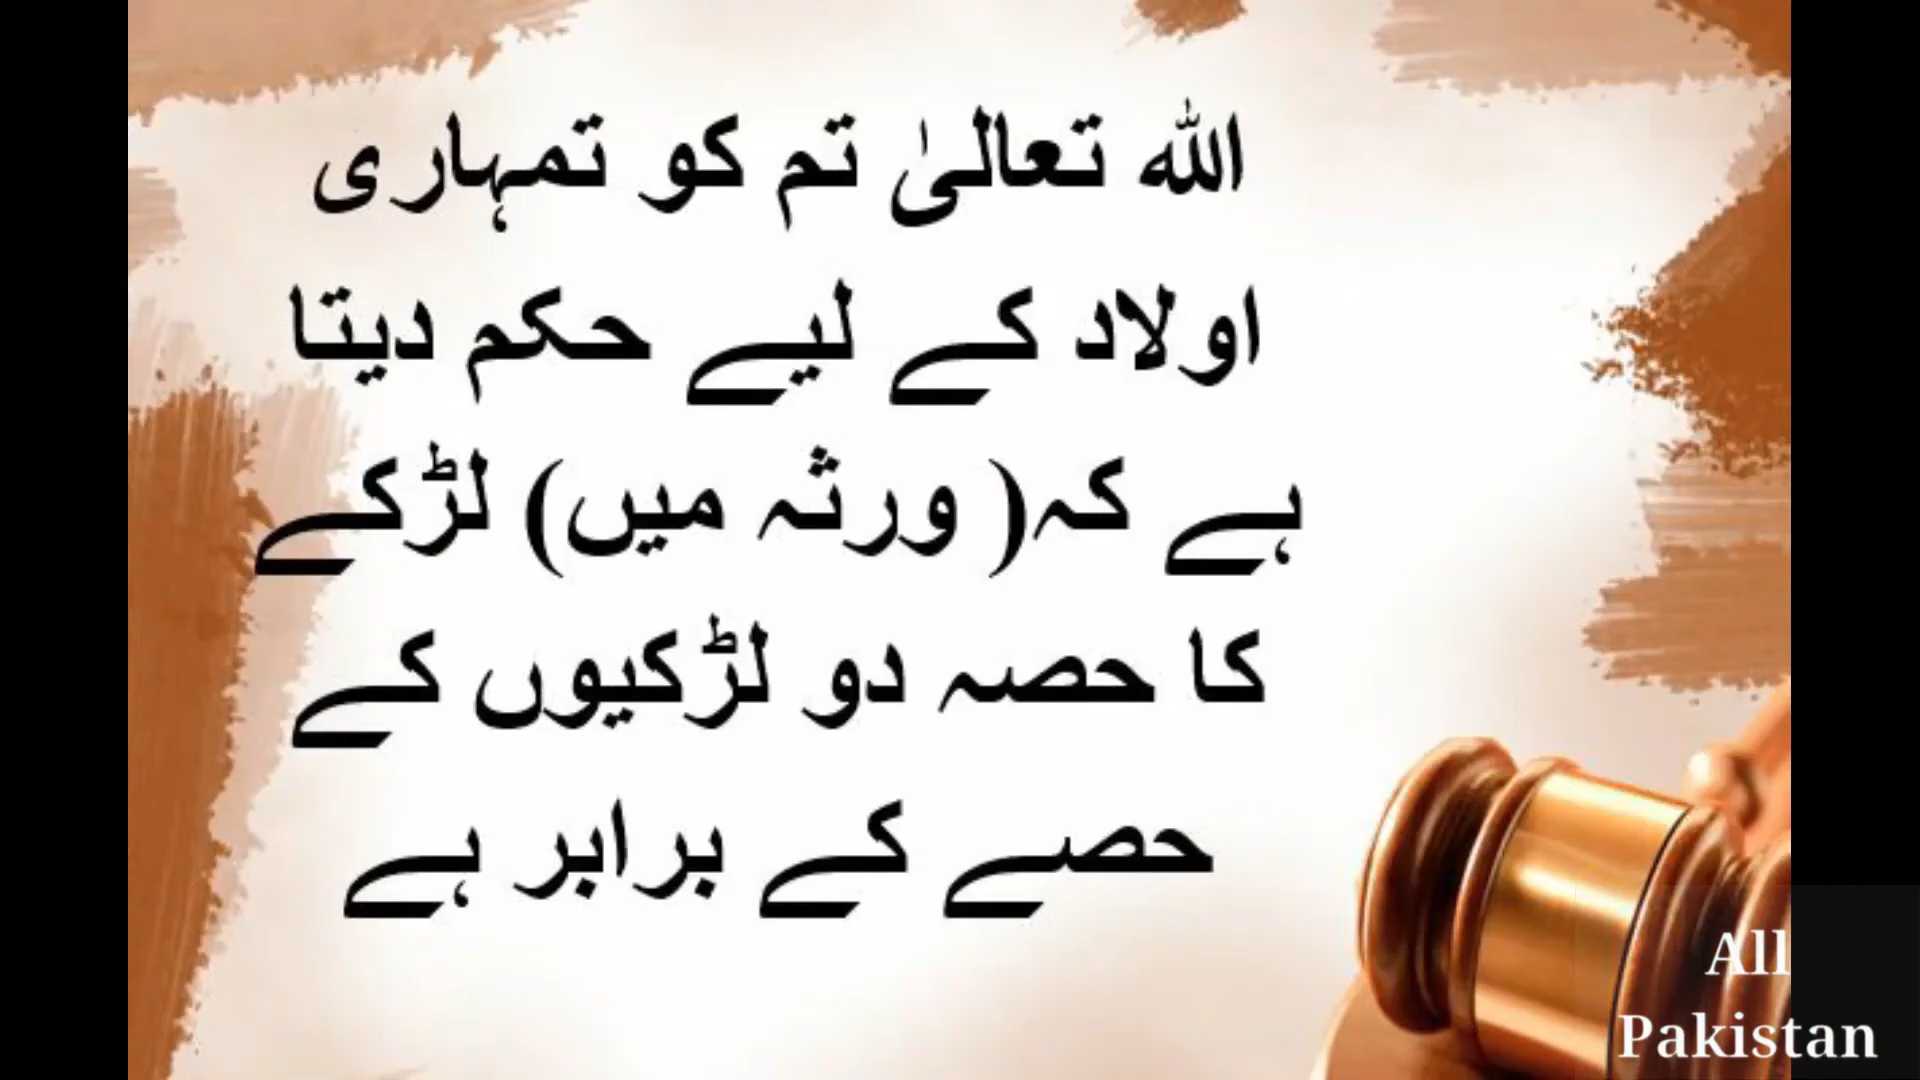 اللہ تعالیٰ تم کو تمہاری
اولاد کے لیے حکم دیتا
ہے کہ( ورثہ میں) لڑکے
کا حصہ دو لڑکیوں کے
حصے کے برابر ہے
All
Pakistan